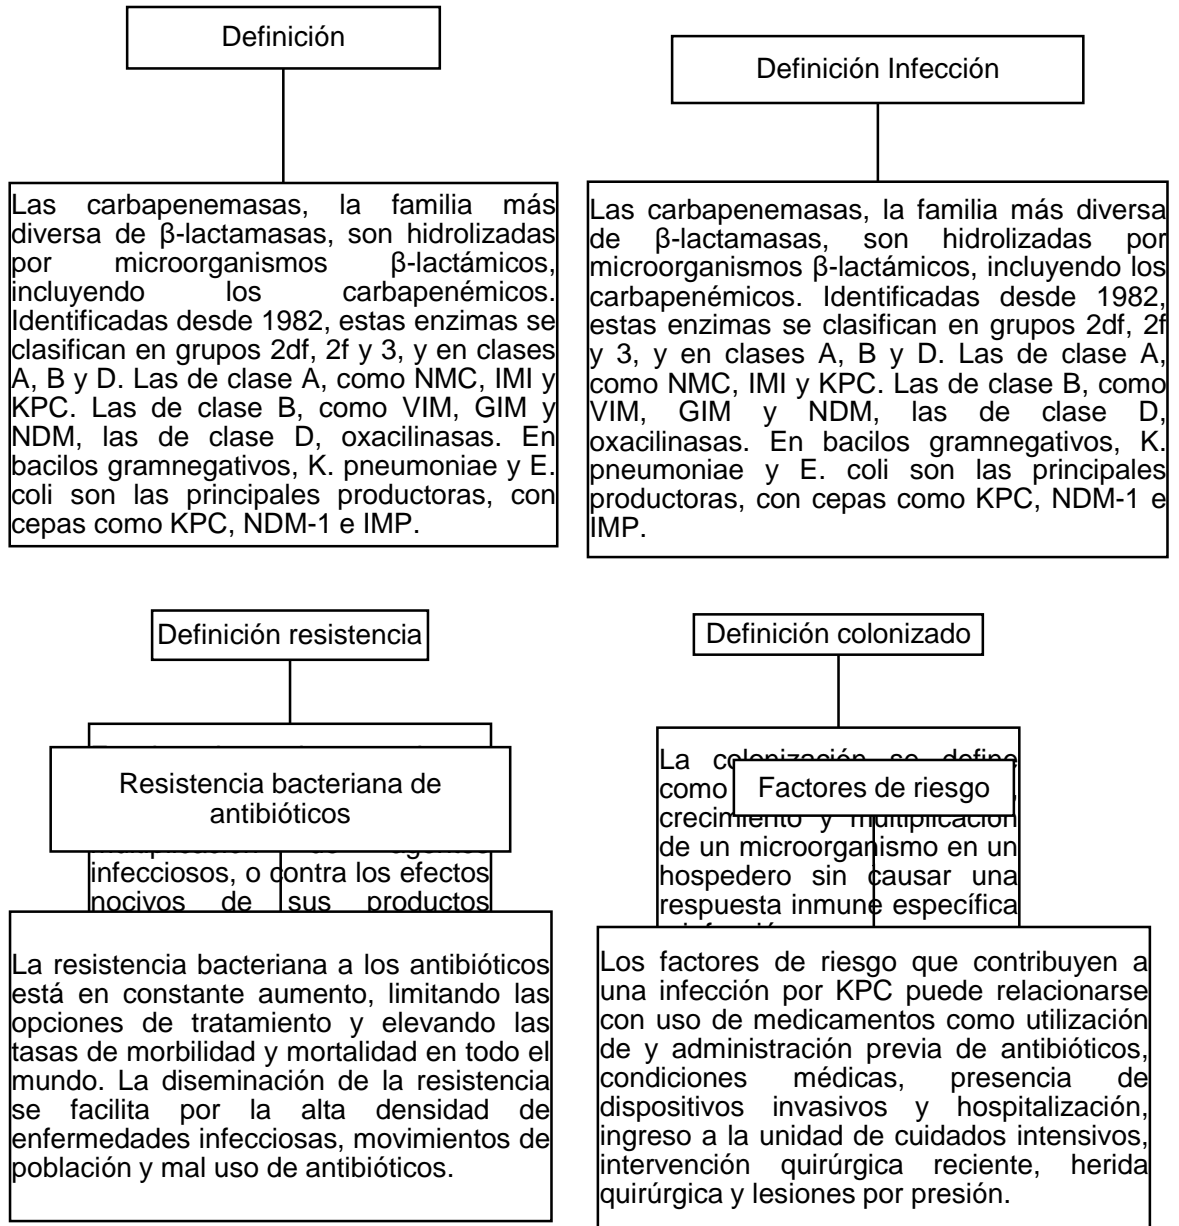 Definición
Las carbapenemasas, la familia más
diversa de β-lactamasas, son hidrolizadas
por microorganismos β-lactámicos,
incluyendo los carbapenémicos.
Identificadas desde 1982, estas enzimas se
clasifican en grupos 2df, 2f y 3, y en clases
A, B y D. Las de clase A, como NMC, IMI y
KPC. Las de clase B, como VIM, GIM y
NDM, las de clase D, oxacilinasas. En
bacilos gramnegativos, K. pneumoniae y E.
coli son las principales productoras, con
cepas como KPC, NDM-1 e IMP.
Definición Infección
Las carbapenemasas, la familia más diversa
de β-lactamasas, son hidrolizadas por
microorganismos β-lactámicos, incluyendo los
carbapenémicos. Identificadas desde 1982,
estas enzimas se clasifican en grupos 2df, 2f
y 3, y en clases A, B y D. Las de clase A,
como NMC, IMI y KPC. Las de clase B, como
VIM, GIM y NDM, las de clase D,
oxacilinasas. En bacilos gramnegativos, K.
pneumoniae y E. coli son las principales
productoras, con cepas como KPC, NDM-1 e
IMP.
Definición resistencia
Resistencia bacteriana de
antibióticos
infecciosos, o contra los efectos
nocivos de sus productos
La resistencia bacteriana a los antibióticos
está en constante aumento, limitando las
opciones de tratamiento y elevando las
tasas de morbilidad y mortalidad en todo el
mundo. La diseminación de la resistencia
se facilita por la alta densidad de
enfermedades infecciosas, movimientos de
población y mal uso de antibióticos.
Definición colonizado
La colonización se define
como
crecimiento y multiplicación
de un microorganismo en un
hospedero sin causar una
respuesta inmune específica
Factores de riesgo
Los factores de riesgo que contribuyen a
una infección por KPC puede relacionarse
con uso de medicamentos como utilización
de y administración previa de antibióticos,
condiciones médicas, presencia de
dispositivos invasivos y hospitalización,
ingreso a la unidad de cuidados intensivos,
intervención quirúrgica reciente, herida
quirúrgica y lesiones por presión.